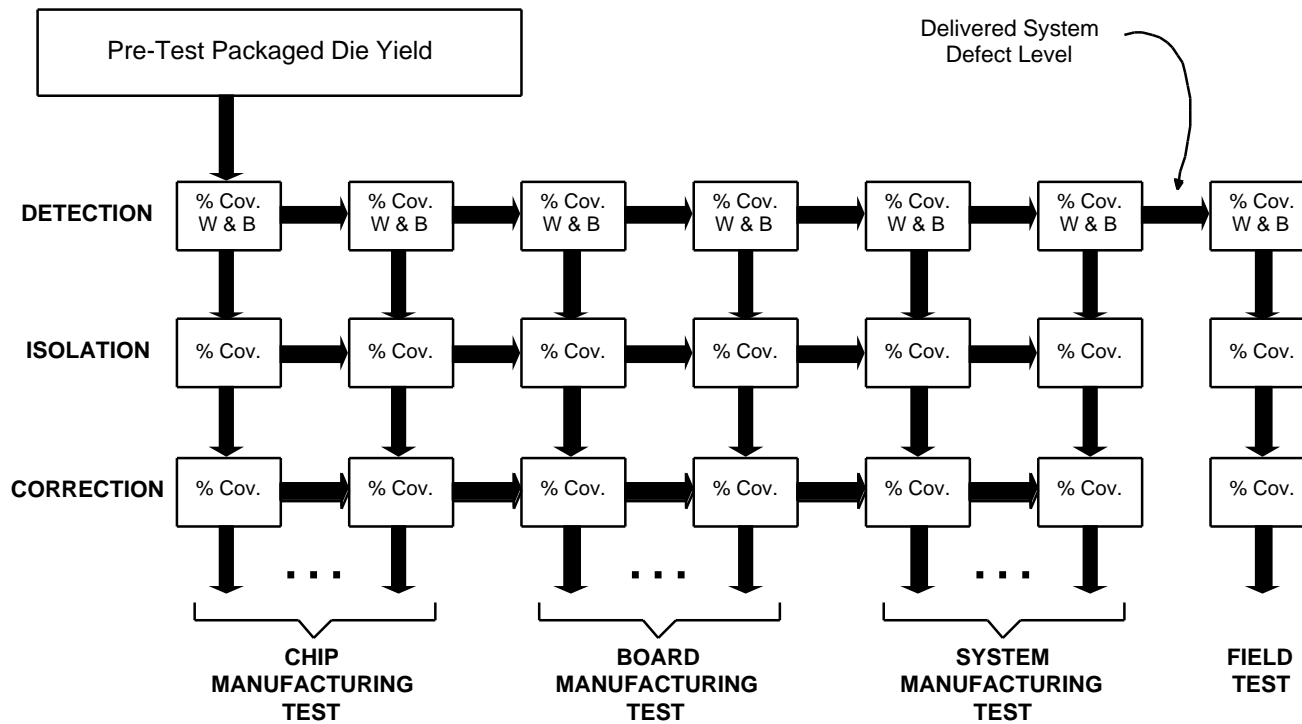 Pre-Test Packaged Die Yield
Delivered System
Defect Level
DETECTION
% Cov.
W & B
% Cov.
W & B
% Cov.
W & B
% Cov.
W & B
% Cov.
W & B
% Cov.
W & B
% Cov.
W & B
ISOLATION
% Cov.
% Cov.
% Cov.
% Cov.
% Cov.
% Cov.
% Cov.
CORRECTION
% Cov.
% Cov.
% Cov.
% Cov.
% Cov.
% Cov.
% Cov.
. . .
. . .
. . .
CHIP
MANUFACTURING
TEST
BOARD
MANUFACTURING
TEST
SYSTEM
MANUFACTURING
TEST
FIELD
TEST